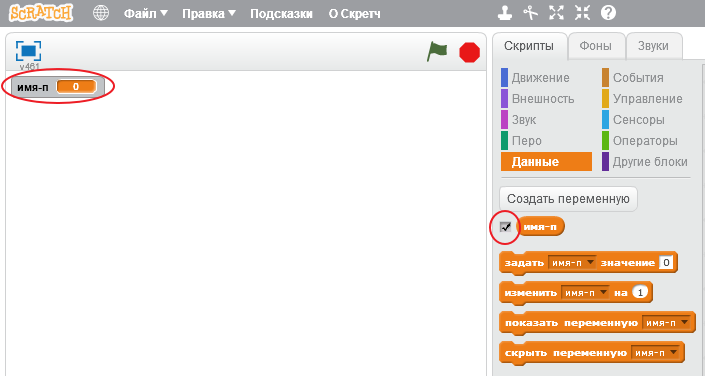 SCRATCH Файл Правка Подсказки О Скретч
v461
имя-п 0
Скрипты Фоны Звуки
Движение События
Внешность Управление
Звук Сенсоры
Перо Операторы
Данные Другие блоки
Создать переменную
имя-п
задать имя-п значение 0
изменить имя-п на 1
показать переменную имя-п
скрыть переменную имя-п